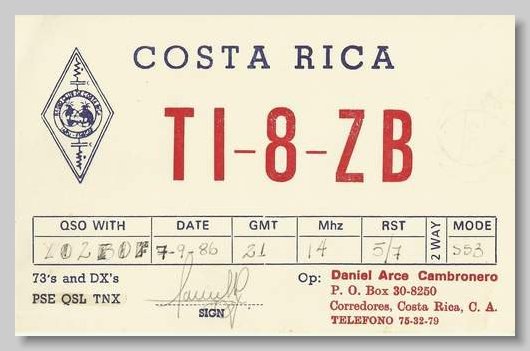 COSTA RICA
TI-8-ZB
QSO WITH DATE GMT Mhz RST 2 WAY MODE
7-9-86 21 14 5/7 SSB
73's and DX's
PSE QSL TNX
SIGN
Op: Daniel Arce Cambronero
P. O. Box 30-8250
Corredores, Costa Rica, C. A.
TELEFONO 75-32-79